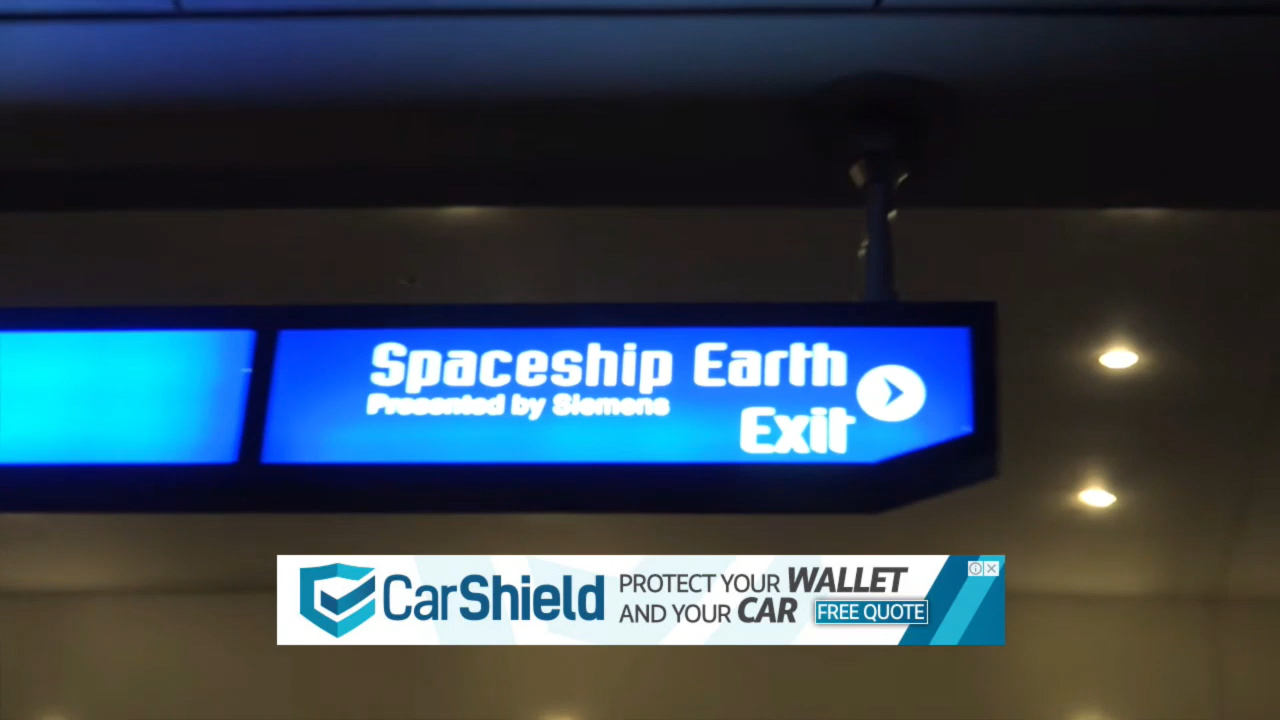 Spaceship Earth
Presented by Siemens
Exit
CarShield PROTECT YOUR WALLET
AND YOUR CAR FREE QUOTE